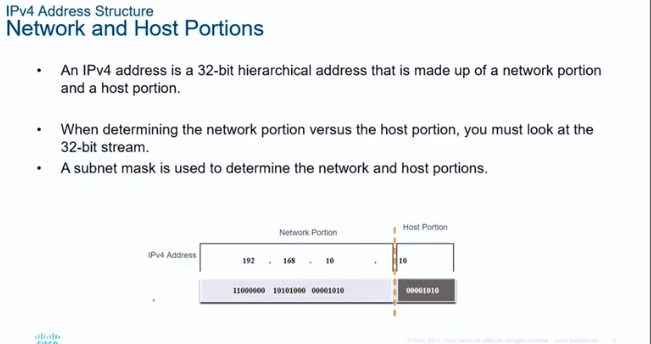 IPv4 Address Structure
Network and Host Portions
• An IPv4 address is a 32-bit hierarchical address that is made up of a network portion
and a host portion.
• When determining the network portion versus the host portion, you must look at the
32-bit stream.
• A subnet mask is used to determine the network and host portions.
Network Portion
Host Portion
IPv4 Address
192 . 168 . 10 . 10
11000000 10101000 00001010 00001010
CISCO